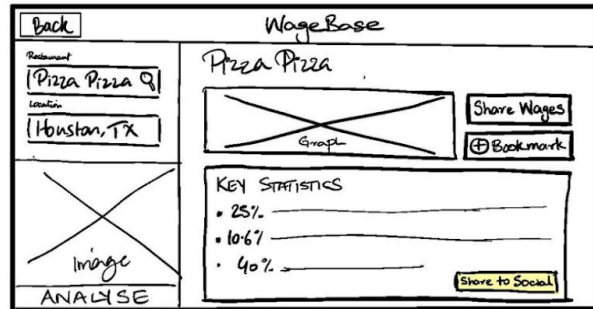 Back
WageBase
Restaurant
Pizza Pizza
Location
Houston, TX
Image
ANALYSE
Pizza Pizza
Graph
Share Wages
Bookmark
KEY STATISTICS
• 25%
• 10.6%
• 40%
Share to Social